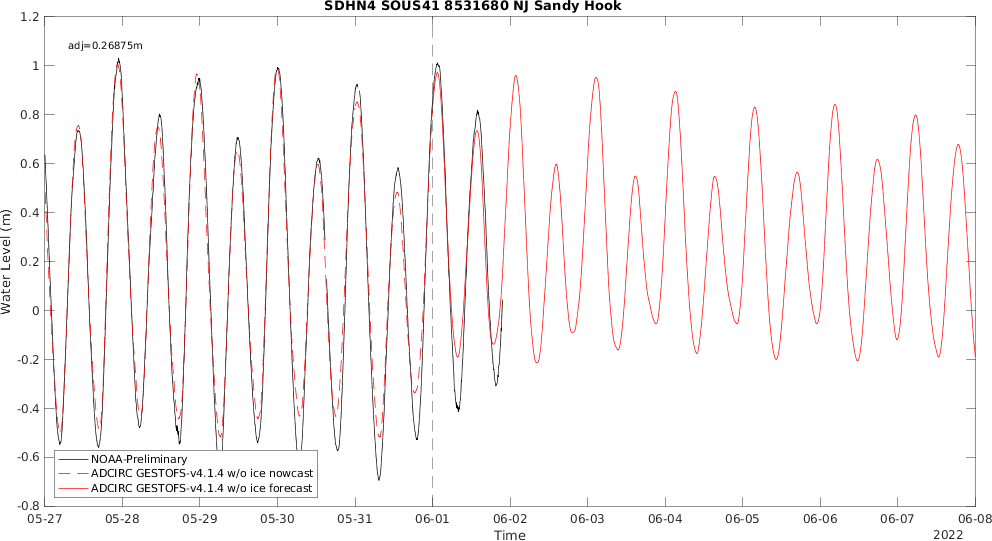 SDHN4 SOUS41 8531680 NJ Sandy Hook
adj=0.26875m
Water Level (m)
1.2
1
0.8
0.6
0.4
0.2
0
-0.2
-0.4
-0.6
-0.8
NOAA-Preliminary
ADCIRC GESTOFS-v4.1.4 w/o ice nowcast
ADCIRC GESTOFS-v4.1.4 w/o ice forecast
05-27 05-28 05-29 05-30 05-31 06-01 06-02 06-03 06-04 06-05 06-06 06-07 06-08
Time
2022